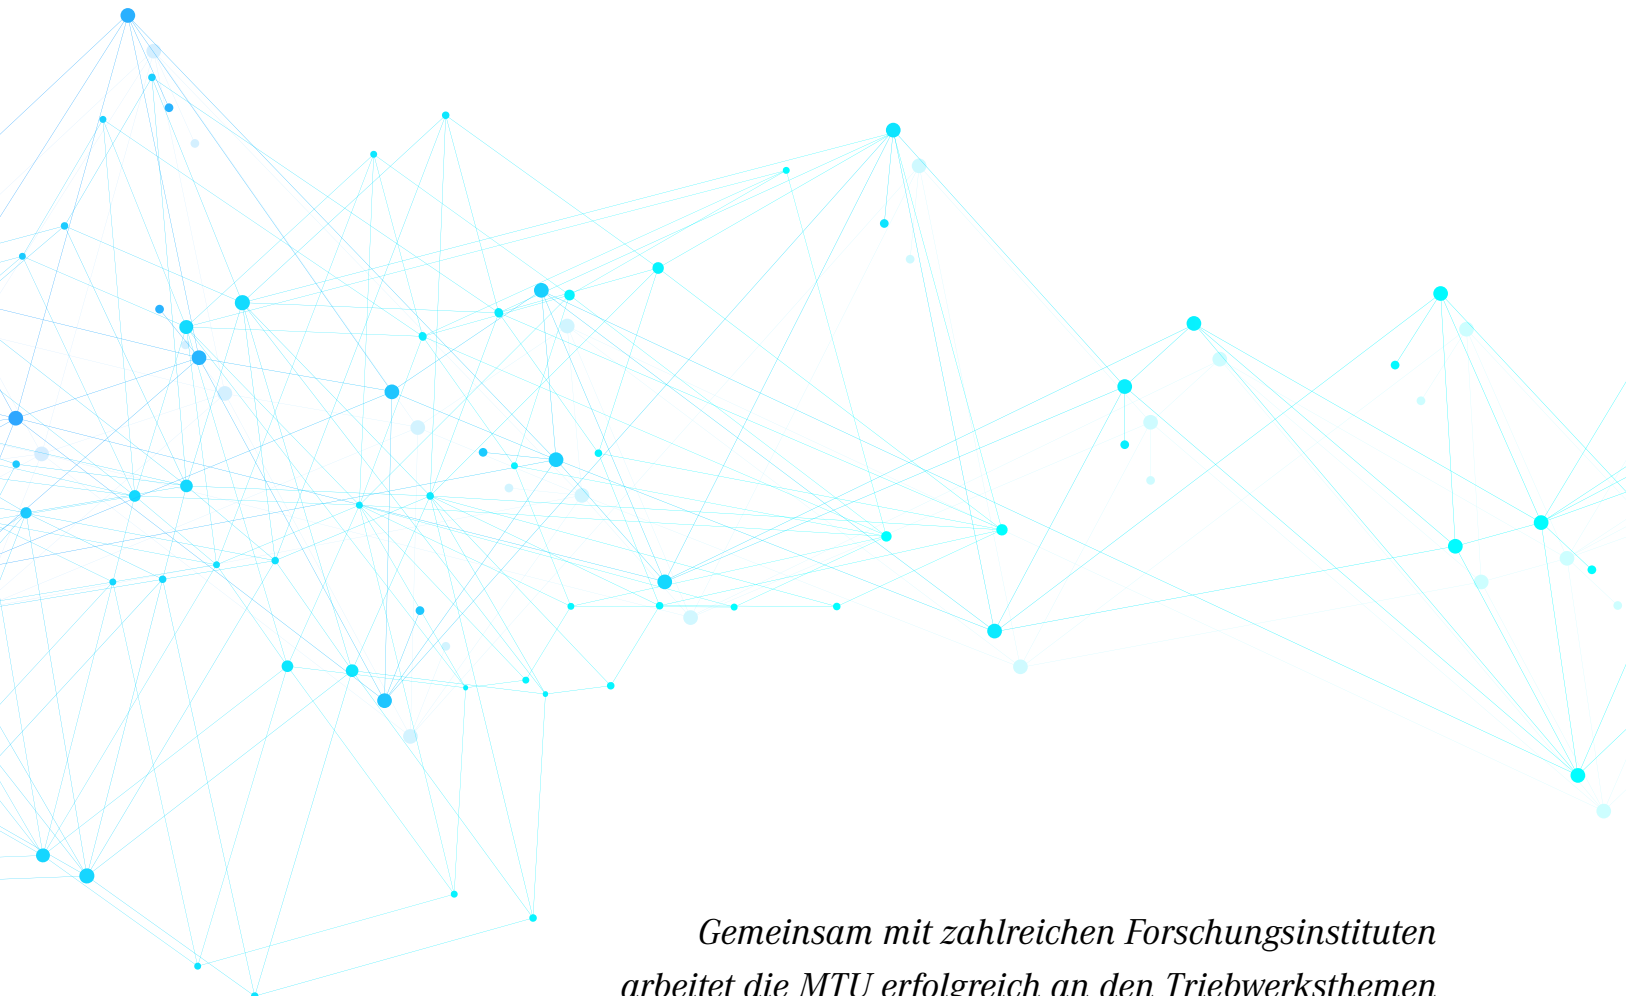 Gemeinsam mit zahlreichen Forschungsinstituten
arbeitet die MTU erfolgreich an den Triebwerksthemen